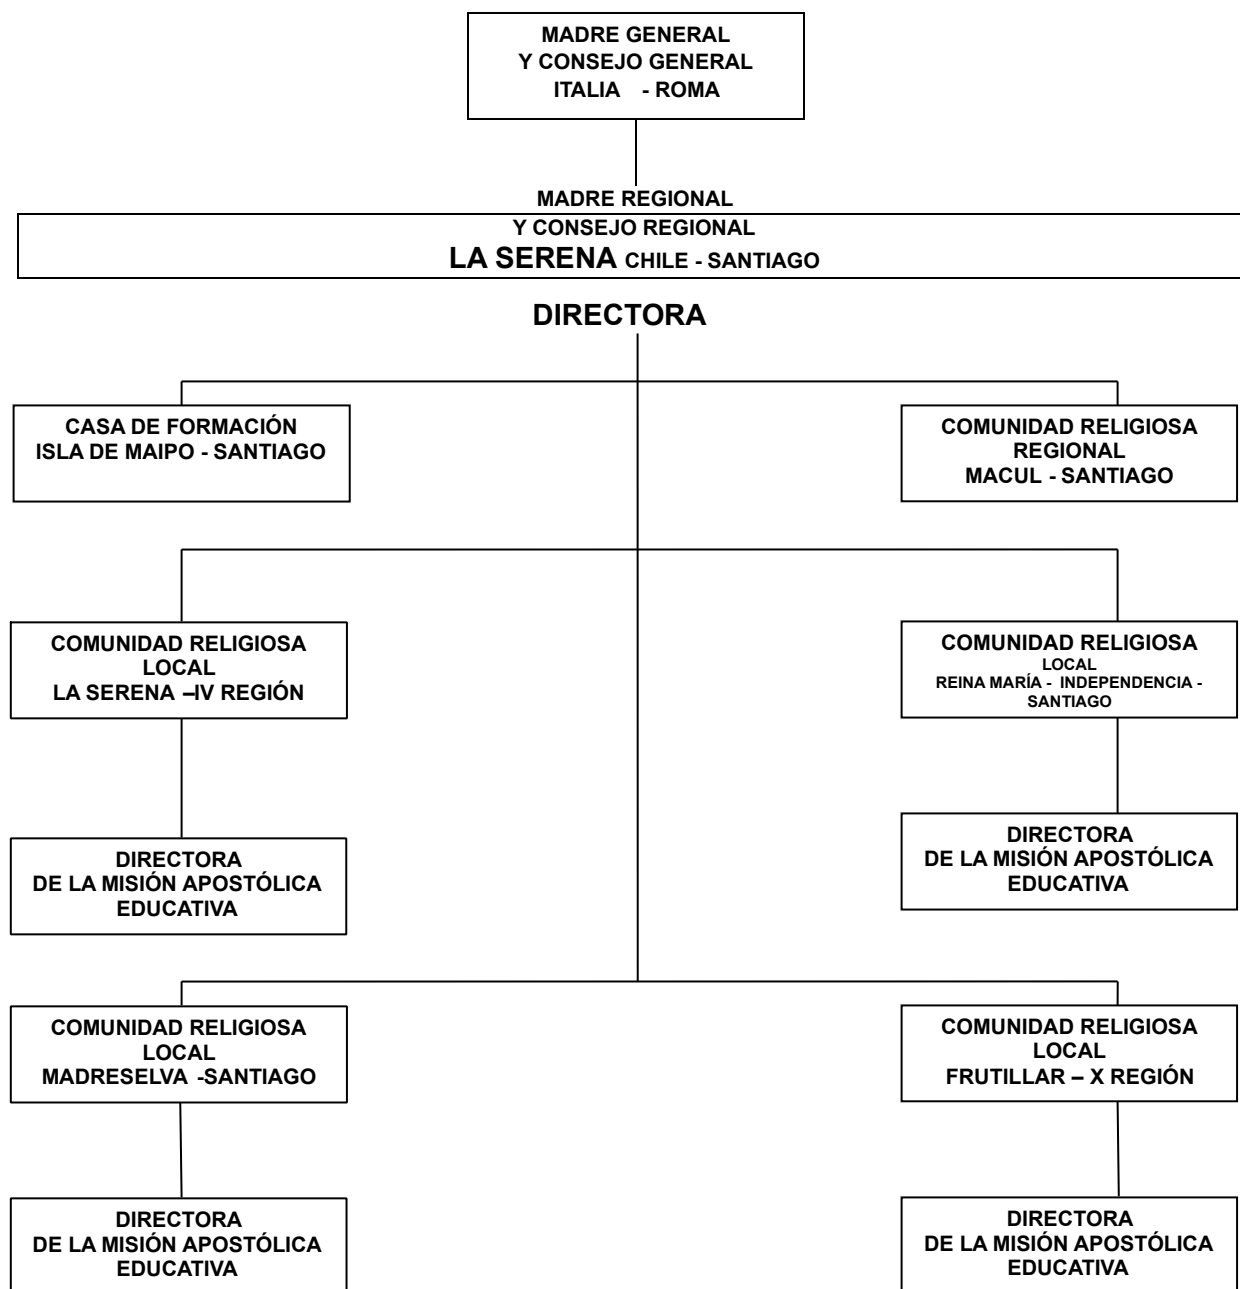 MADRE GENERAL
Y CONSEJO GENERAL
ITALIA - ROMA
MADRE REGIONAL
Y CONSEJO REGIONAL
LA SERENA CHILE - SANTIAGO
DIRECTORA
CASA DE FORMACIÓN
ISLA DE MAIPO - SANTIAGO
COMUNIDAD RELIGIOSA
REGIONAL
MACUL - SANTIAGO
COMUNIDAD RELIGIOSA
LOCAL
LA SERENA –IV REGIÓN
COMUNIDAD RELIGIOSA
LOCAL
REINA MARÍA - INDEPENDENCIA -
SANTIAGO
DIRECTORA
DE LA MISIÓN APOSTÓLICA
EDUCATIVA
DIRECTORA
DE LA MISIÓN APOSTÓLICA
EDUCATIVA
COMUNIDAD RELIGIOSA
LOCAL
MADRESELVA -SANTIAGO
COMUNIDAD RELIGIOSA
LOCAL
FRUTILLAR – X REGIÓN
DIRECTORA
DE LA MISIÓN APOSTÓLICA
EDUCATIVA
DIRECTORA
DE LA MISIÓN APOSTÓLICA
EDUCATIVA